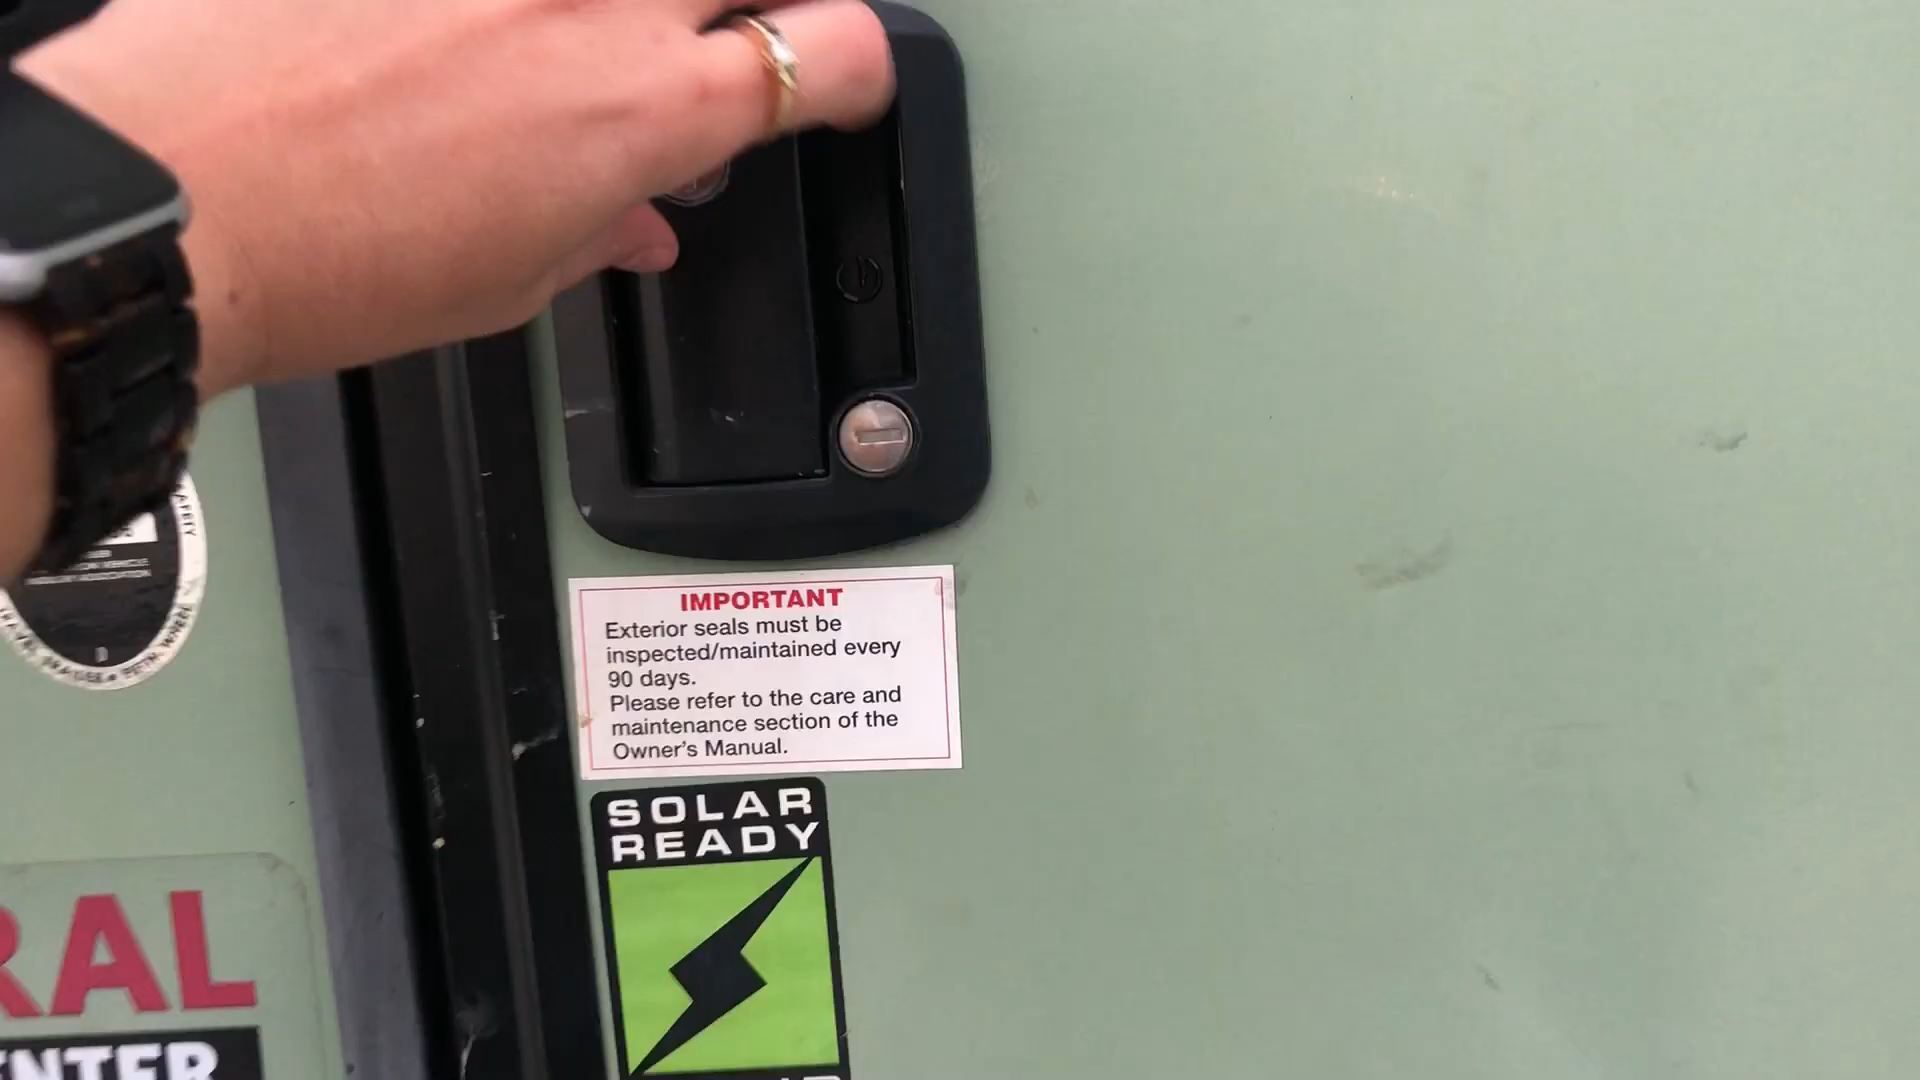 IMPORTANT
Exterior seals must be
inspected/maintained every
90 days.
Please refer to the care and
maintenance section of the
Owner's Manual.
SOLAR
READY
RAL
ENTER